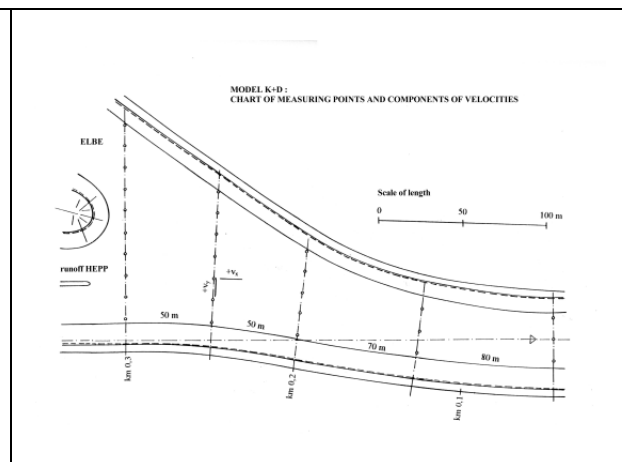 MODEL K+D :
CHART OF MEASURING POINTS AND COMPONENTS OF VELOCITIES
ELBE
Scale of length
0 50 100 m
runoff HEPP
+vx
+vy
50 m
50 m
70 m
80 m
km 0,3
km 0,2
km 0,1